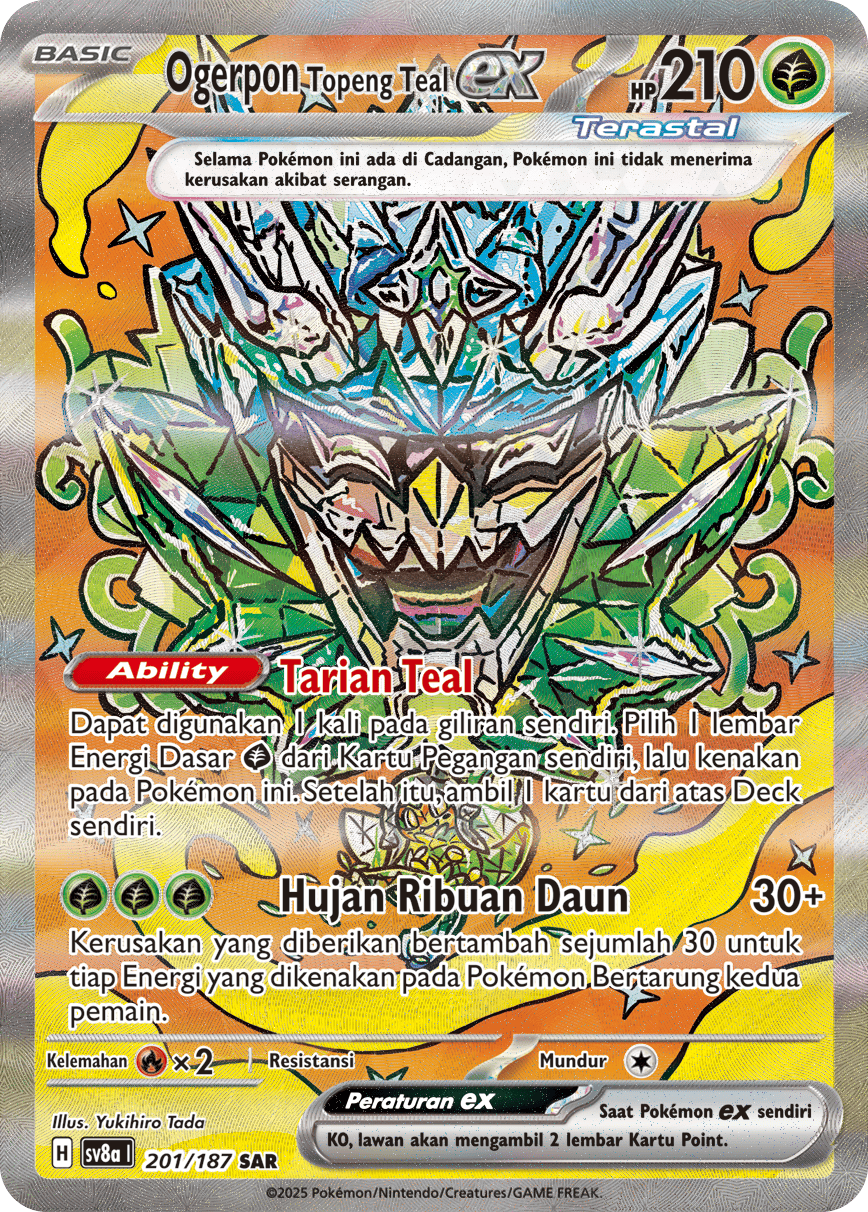 BASIC
Ogerpon Topeng Teal ex HP 210
Terastal
Selama Pokémon ini ada di Cadangan, Pokémon ini tidak menerima
kerusakan akibat serangan.
Ability Tarian Teal
Dapat digunakan 1 kali pada giliran sendiri. Pilih 1 lembar
Energi Dasar dari Kartu Pegangan sendiri, lalu kenakan
pada Pokémon ini. Setelah itu, ambil 1 kartu dari atas Deck
sendiri.
Hujan Ribuan Daun 30+
Kerusakan yang diberikan bertambah sejumlah 30 untuk
tiap Energi yang dikenakan pada Pokémon Bertarung kedua
pemain.
Kelemahan ×2 Resistansi Mundur
Peraturan ex Saat Pokémon ex sendiri
KO, lawan akan mengambil 2 lembar Kartu Point.
Illus. Yukihiro Tada
H sv8a I 201/187 SAR
©2025 Pokémon/Nintendo/Creatures/GAME FREAK.